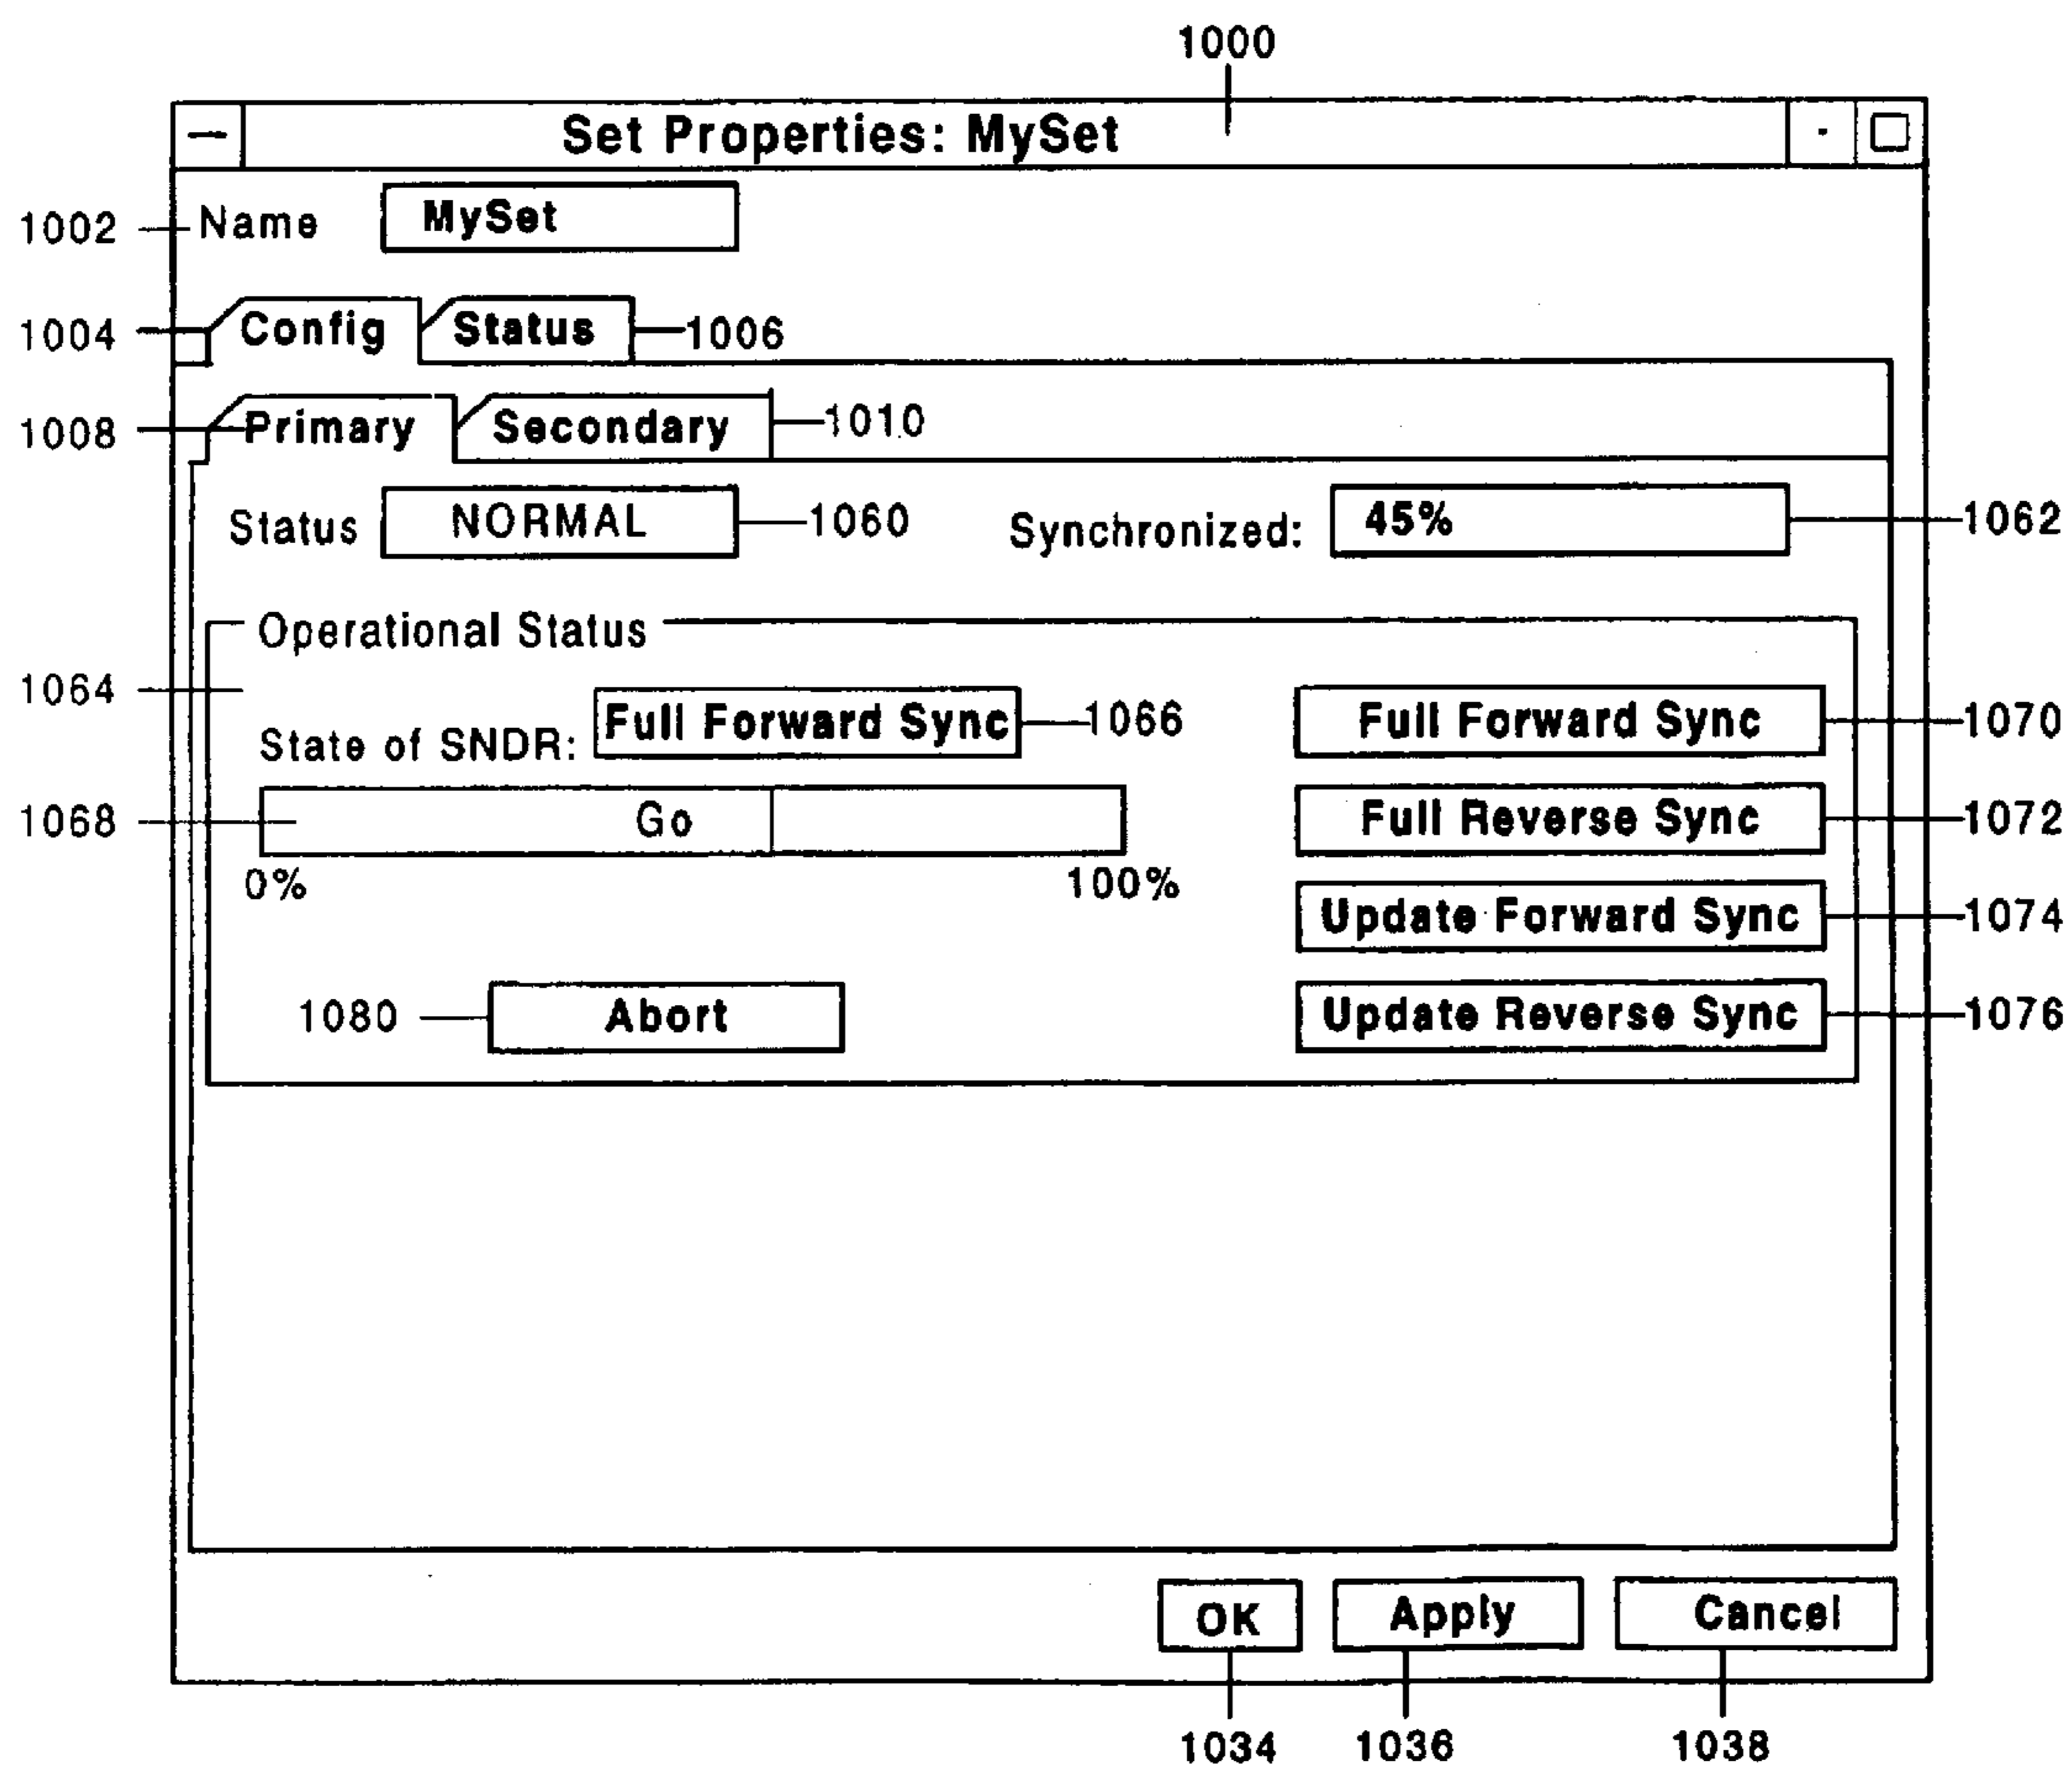 1000
Set Properties: MySet
1002 Name MySet
1004 Config Status 1006
1008 Primary Secondary 1010
Status NORMAL 1060 Synchronized: 45% 1062
Operational Status
1064
State of SNDR: Full Forward Sync 1066 Full Forward Sync 1070
1068 Go Full Reverse Sync 1072
0% 100%
Update Forward Sync 1074
1080 Abort Update Reverse Sync 1076
OK Apply Cancel
1034 1036 1038